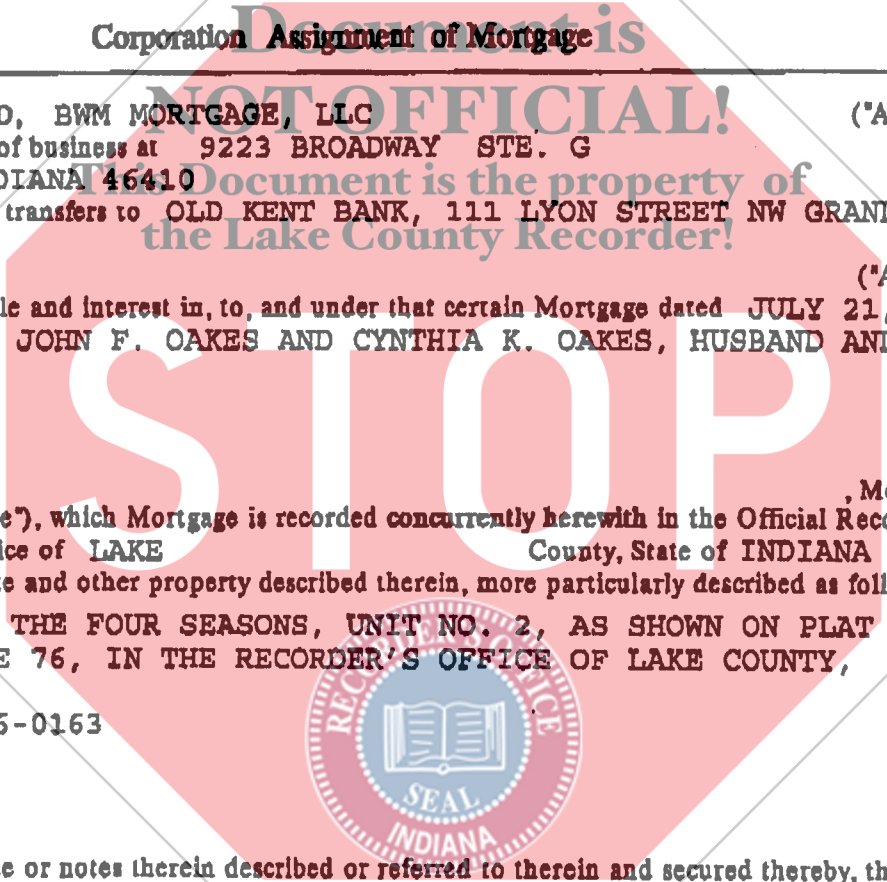 Document is
Corporation Assignment of Mortgage
NOT OFFICIAL!
O, BWM MORTGAGE, LLC ("A
of business at 9223 BROADWAY STE. G
DIANA 46410
This Document is the property of
transfers to OLD KENT BANK, 111 LYON STREET NW GRAND
the Lake County Recorder!
("A
le and interest in, to, and under that certain Mortgage dated JULY 21,
JOHN F. OAKES AND CYNTHIA K. OAKES, HUSBAND AND
STOP
, Mo
e"), which Mortgage is recorded concurrently herewith in the Official Reco
ice of LAKE County, State of INDIANA
te and other property described therein, more particularly described as foll
THE FOUR SEASONS, UNIT NO. 2, AS SHOWN ON PLAT
E 76, IN THE RECORDER'S OFFICE OF LAKE COUNTY,
RECORDER'S OFFICE
6-0163
SEAL
INDIANA
e or notes therein described or referred to therein and secured thereby, th